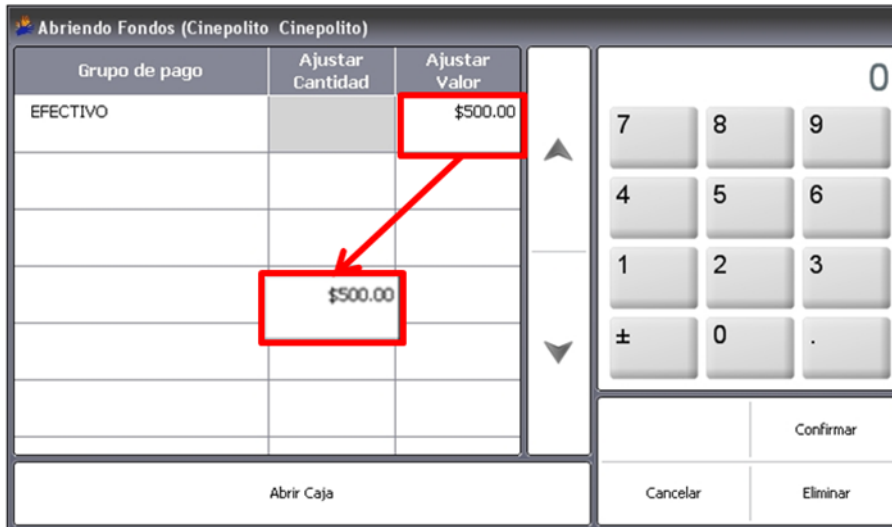 Abriendo Fondos (Cinepolito Cinepolito)
Grupo de pago
Ajustar
Cantidad
Ajustar
Valor
EFECTIVO
$500.00
$500.00
Abrir Caja
0
7 8 9
4 5 6
1 2 3
± 0 .
Confirmar
Cancelar
Eliminar